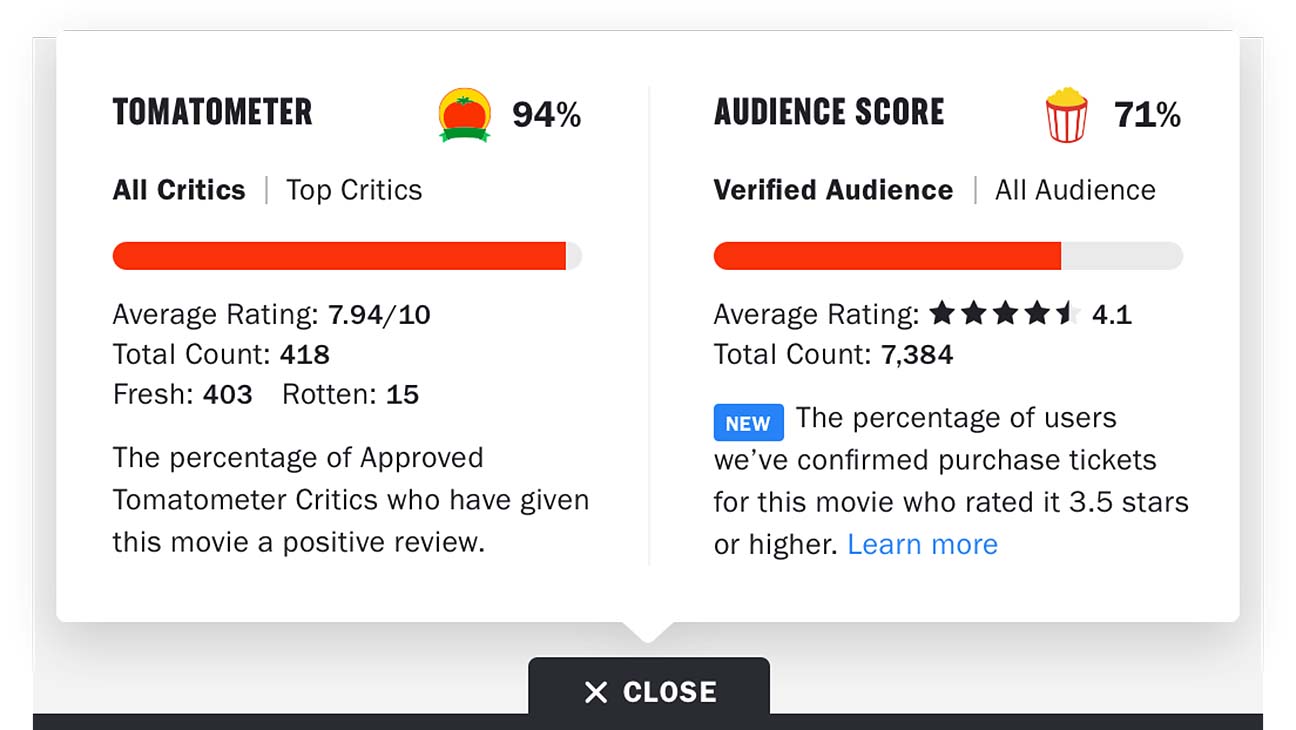 TOMATOMETER 94%
All Critics | Top Critics
Average Rating: 7.94/10
Total Count: 418
Fresh: 403 Rotten: 15
The percentage of Approved
Tomatometer Critics who have given
this movie a positive review.
AUDIENCE SCORE 71%
Verified Audience | All Audience
Average Rating: 4.1
Total Count: 7,384
NEW The percentage of users
we’ve confirmed purchase tickets
for this movie who rated it 3.5 stars
or higher. Learn more
CLOSE